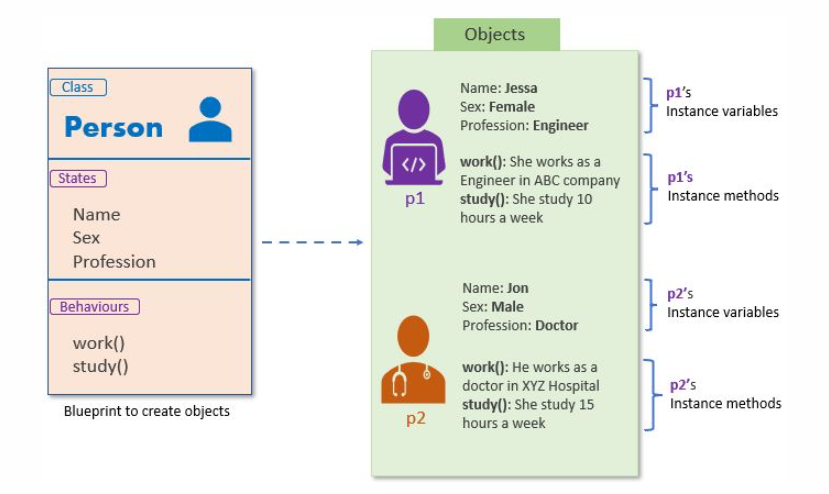 Class
Person
States
Name
Sex
Profession
Behaviours
work()
study()
Blueprint to create objects
Objects
Name: Jessa
Sex: Female
Profession: Engineer
work(): She works as a
Engineer in ABC company
study(): She study 10
hours a week
</>
p1
p1's
Instance variables
p1's
Instance methods
Name: Jon
Sex: Male
Profession: Doctor
work(): He works as a
doctor in XYZ Hospital
study(): She study 15
hours a week
p2
p2's
Instance variables
p2's
Instance methods